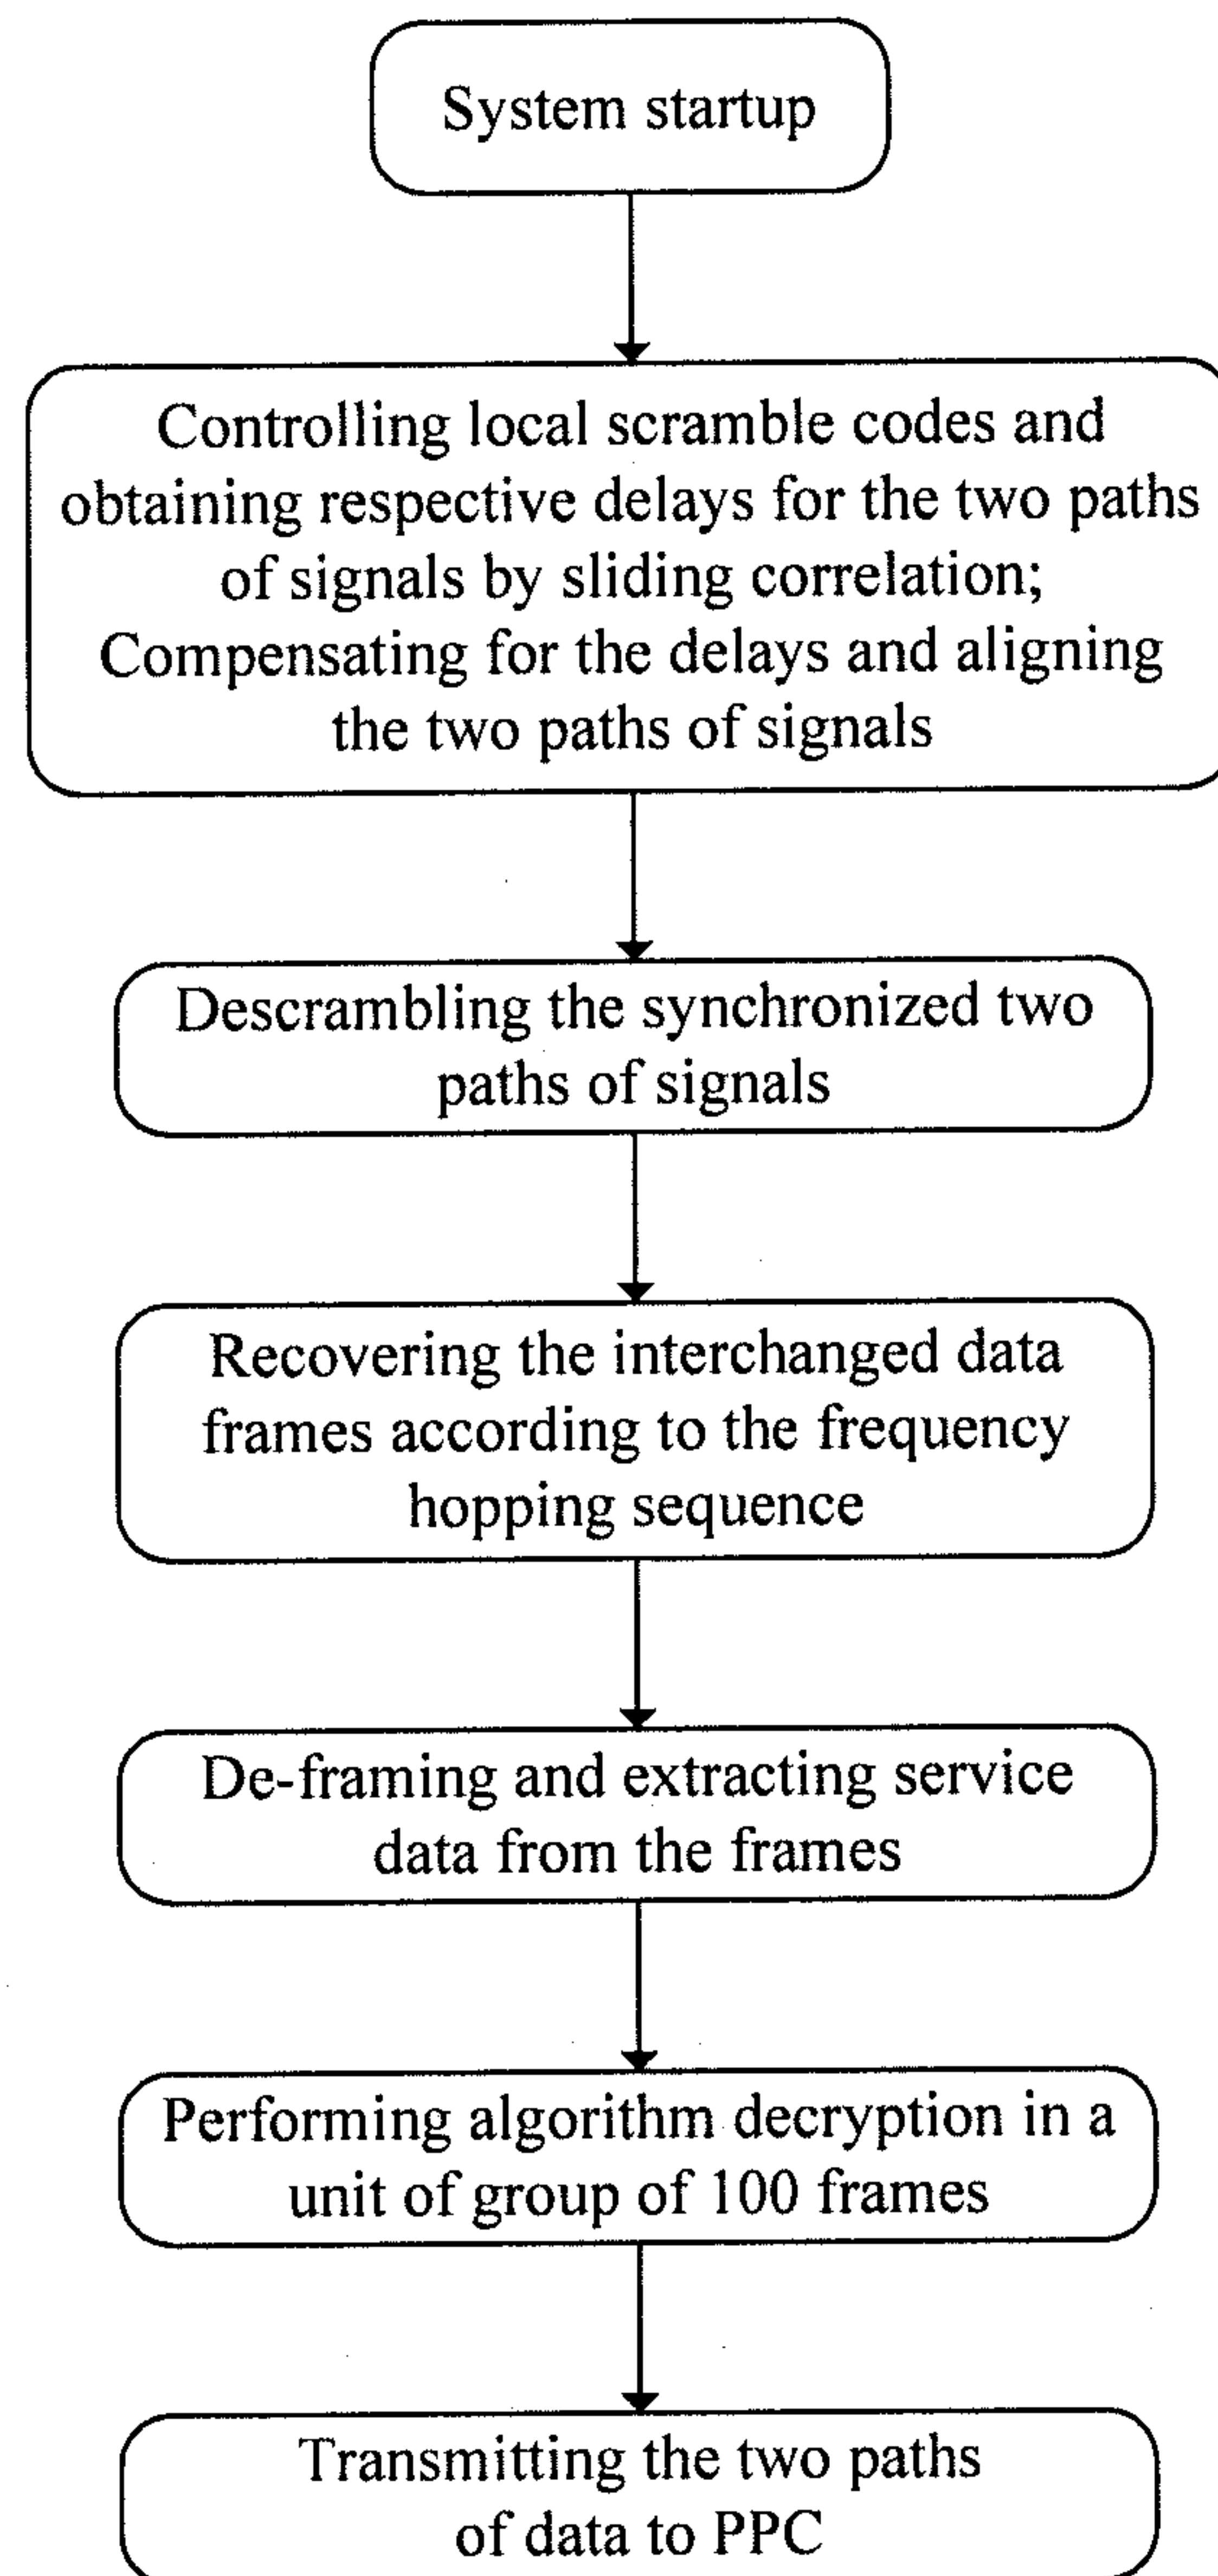 System startup
Controlling local scramble codes and
obtaining respective delays for the two paths
of signals by sliding correlation;
Compensating for the delays and aligning
the two paths of signals
Descrambling the synchronized two
paths of signals
Recovering the interchanged data
frames according to the frequency
hopping sequence
De-framing and extracting service
data from the frames
Performing algorithm decryption in a
unit of group of 100 frames
Transmitting the two paths
of data to PPC